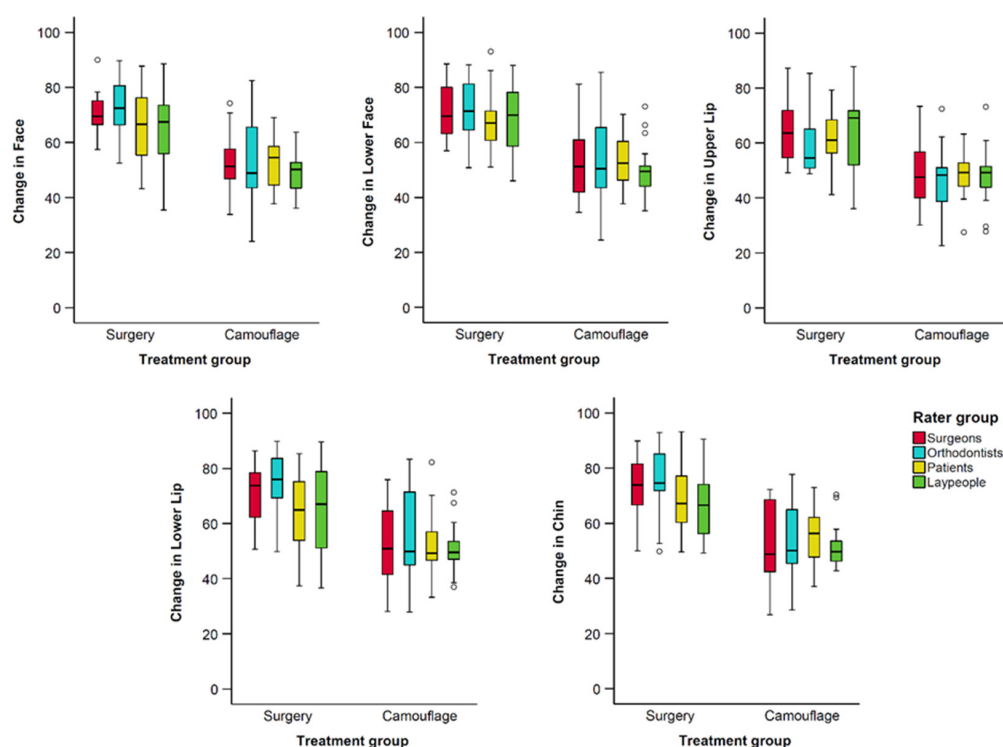 Change in Face
100
80
60
40
20
0
Surgery Camouflage
Treatment group
Change in Lower Face
100
80
60
40
20
0
Surgery Camouflage
Treatment group
Change in Upper Lip
100
80
60
40
20
0
Surgery Camouflage
Treatment group
Change in Lower Lip
100
80
60
40
20
0
Surgery Camouflage
Treatment group
Change in Chin
100
80
60
40
20
0
Surgery Camouflage
Treatment group
Rater group
Surgeons
Orthodontists
Patients
Laypeople